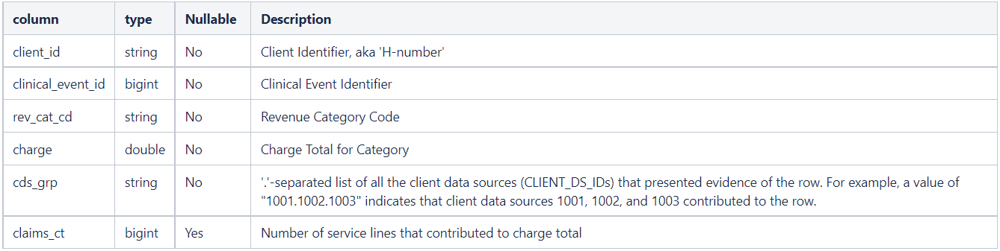 column type Nullable Description
client_id string No Client Identifier, aka 'H-number'
clinical_event_id bigint No Clinical Event Identifier
rev_cat_cd string No Revenue Category Code
charge double No Charge Total for Category
cds_grp string No '.'-separated list of all the client data sources (CLIENT_DS_IDs) that presented evidence of the row. For example, a value of
"1001.1002.1003" indicates that client data sources 1001, 1002, and 1003 contributed to the row.
claims_ct bigint Yes Number of service lines that contributed to charge total